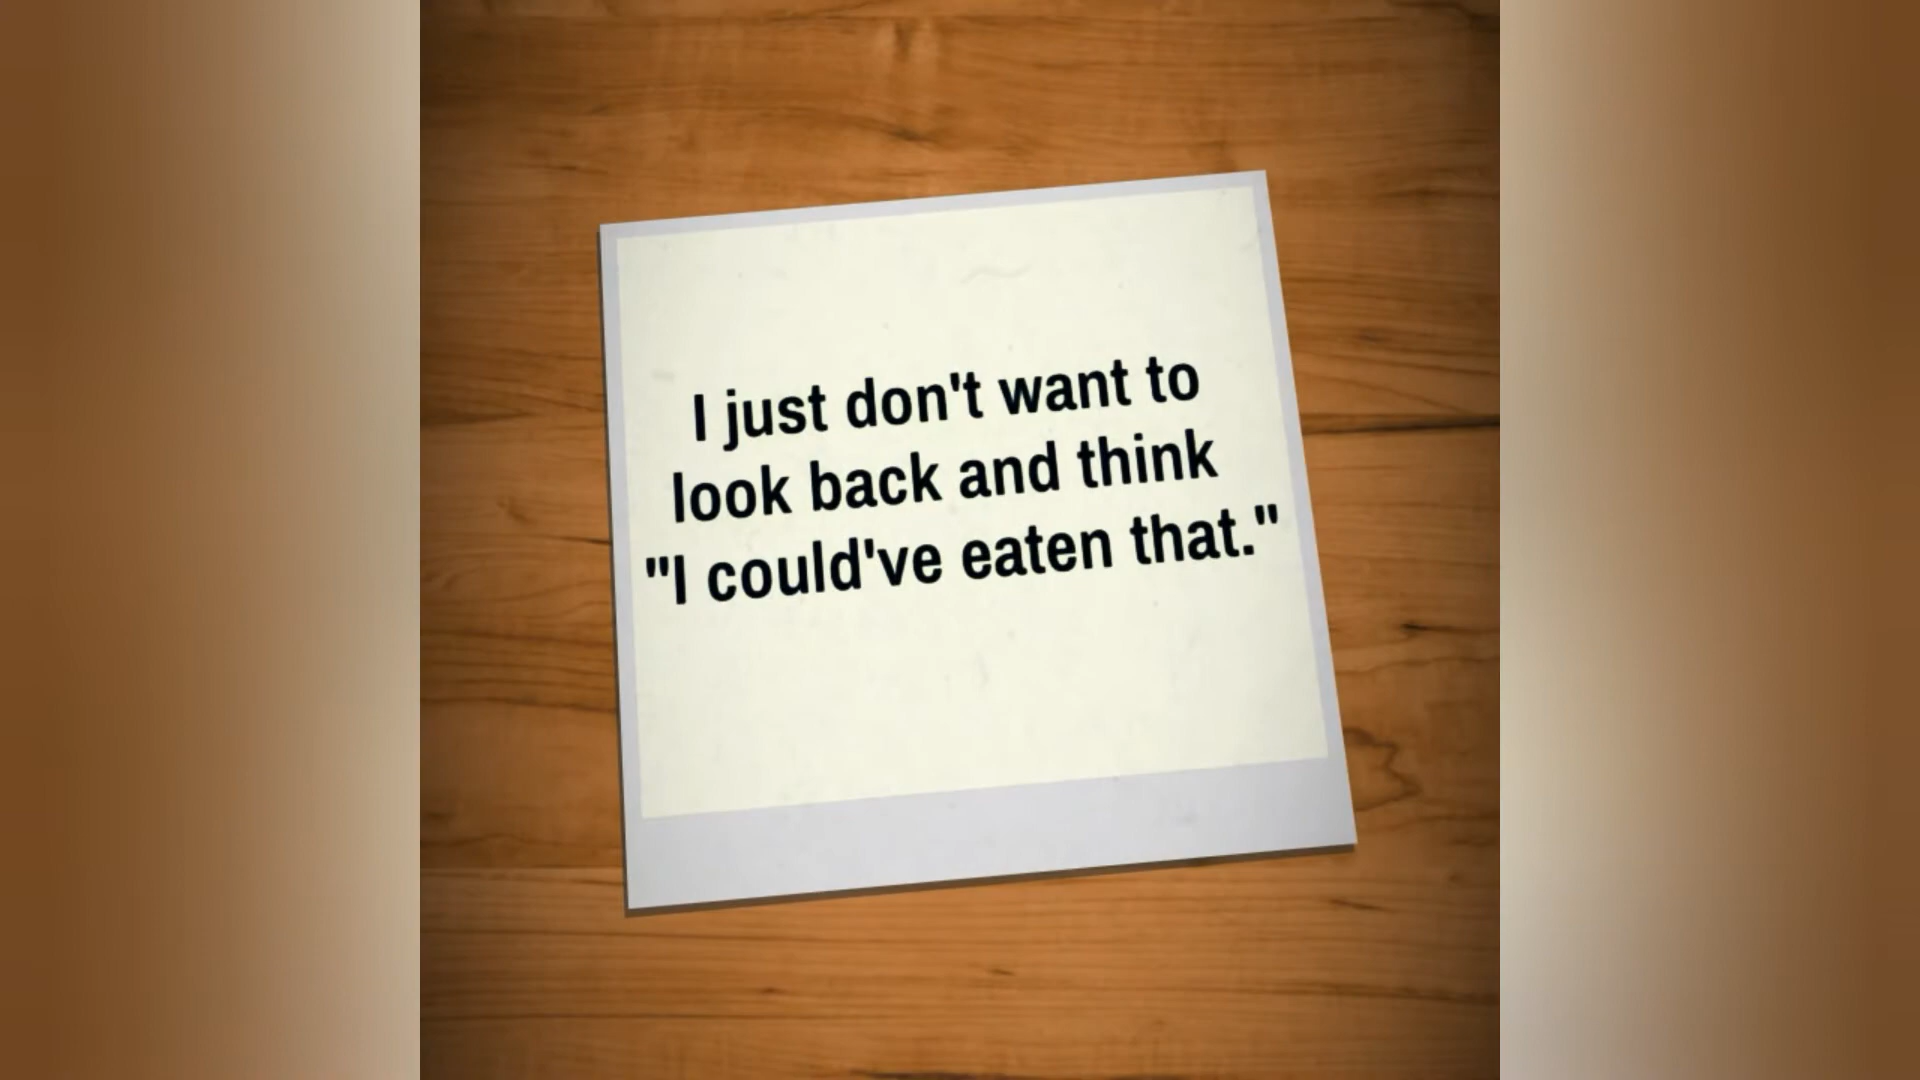 I just don't want to
look back and think
"I could've eaten that."